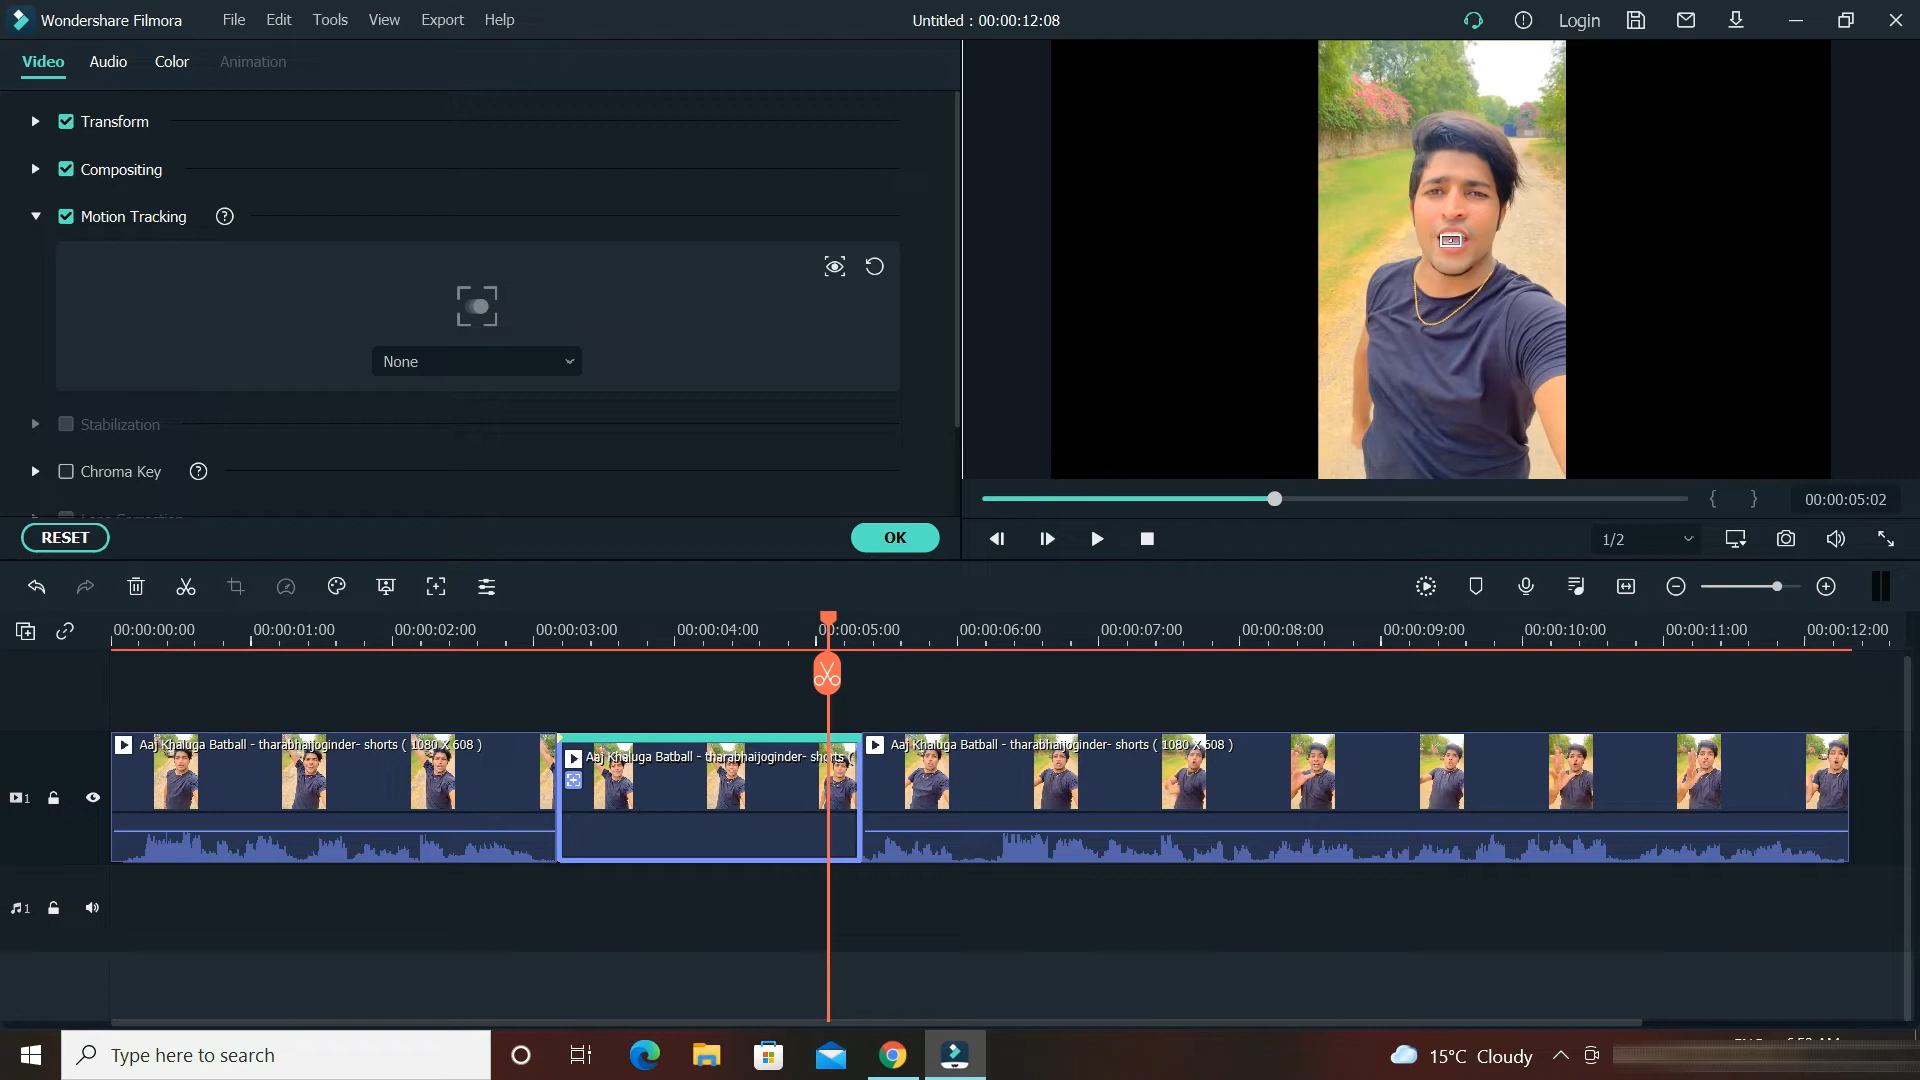 Wondershare Filmora File Edit Tools View Export Help Untitled : 00:00:12:08 Login
Video Audio Color Animation
Transform
Compositing
Motion Tracking
None
Stabilization
Chroma Key
RESET OK
00:00:05:02
1/2
00:00:00:00 00:00:01:00 00:00:02:00 00:00:03:00 00:00:04:00 00:00:05:00 00:00:06:00 00:00:07:00 00:00:08:00 00:00:09:00 00:00:10:00 00:00:11:00 00:00:12:00
Aaj Khaluga Batball - tharabhaijoginder- shorts ( 1080 X 608 )
Aaj Khaluga Batball - tharabhaijoginder- shorts (
Aaj Khaluga Batball - tharabhaijoginder- shorts ( 1080 X 608 )
1
1
Type here to search 15°C Cloudy